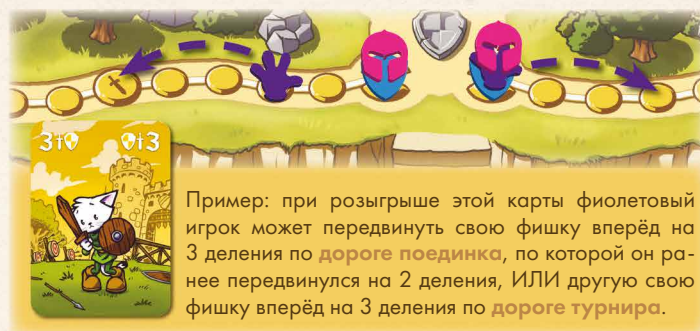 3 3
Пример: при розыгрыше этой карты фиолетовый
игрок может передвинуть свою фишку вперёд на
3 деления по дороге поединка, по которой он ра-
нее передвинулся на 2 деления, ИЛИ другую свою
фишку вперёд на 3 деления по дороге турнира.